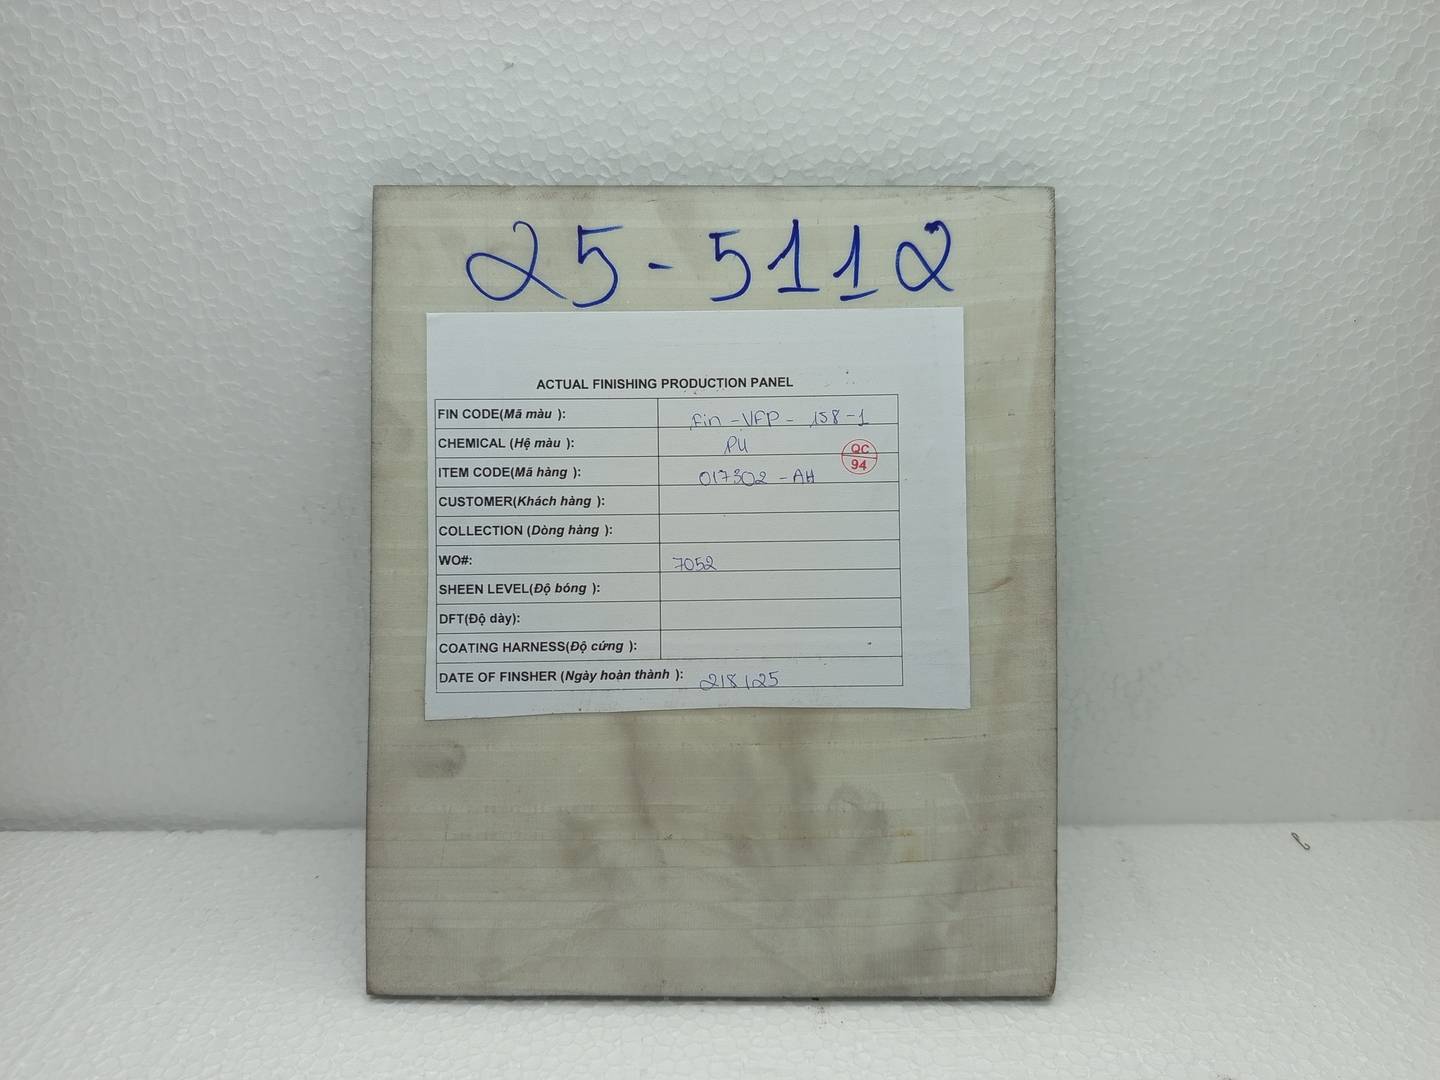 25-5112
ACTUAL FINISHING PRODUCTION PANEL
FIN CODE(Mã màu ): Fin -VFP - 158-1
CHEMICAL (Hệ màu ): PU
QC
94
ITEM CODE(Mã hàng ): 017302 - AH
CUSTOMER(Khách hàng ):
COLLECTION (Dòng hàng ):
WO#: 7052
SHEEN LEVEL(Độ bóng ):
DFT(Độ dày):
COATING HARNESS(Độ cứng ):
DATE OF FINSHER (Ngày hoàn thành ): 2/8/25